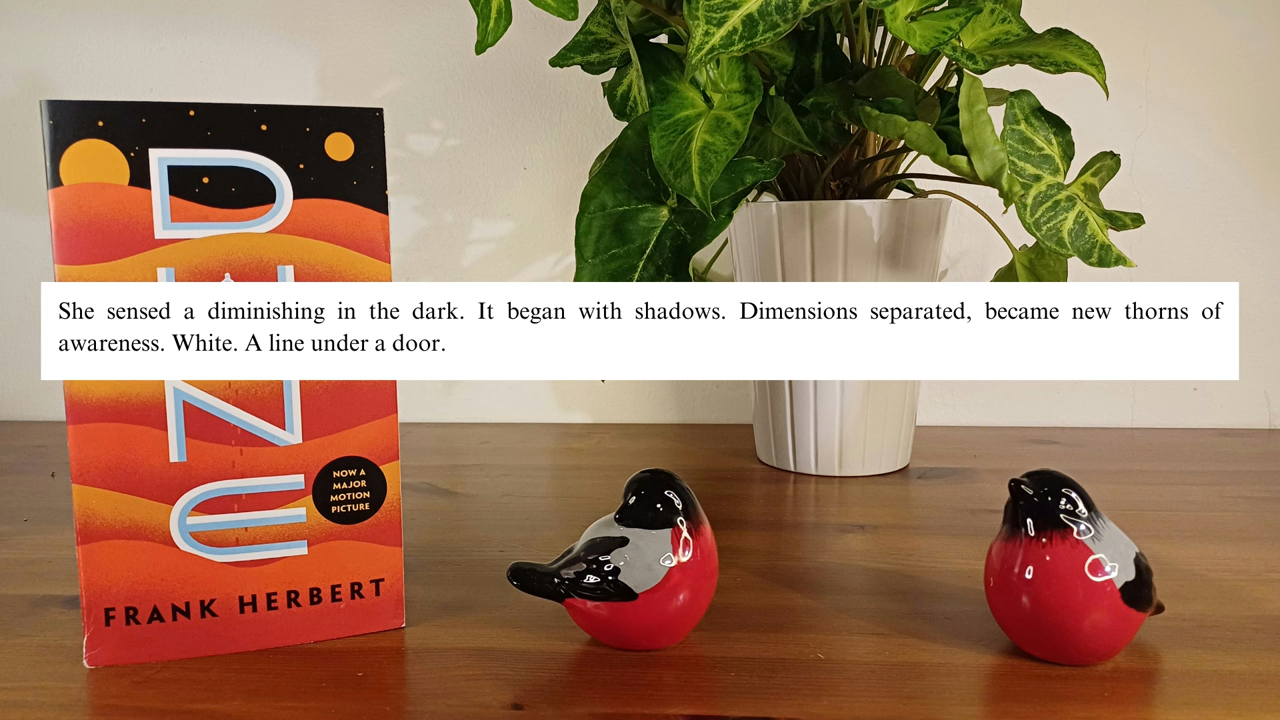 D
U
She sensed a diminishing in the dark. It began with shadows. Dimensions separated, became new thorns of
awareness. White. A line under a door.
N
E
NOW A
MAJOR
MOTION
PICTURE
FRANK HERBERT